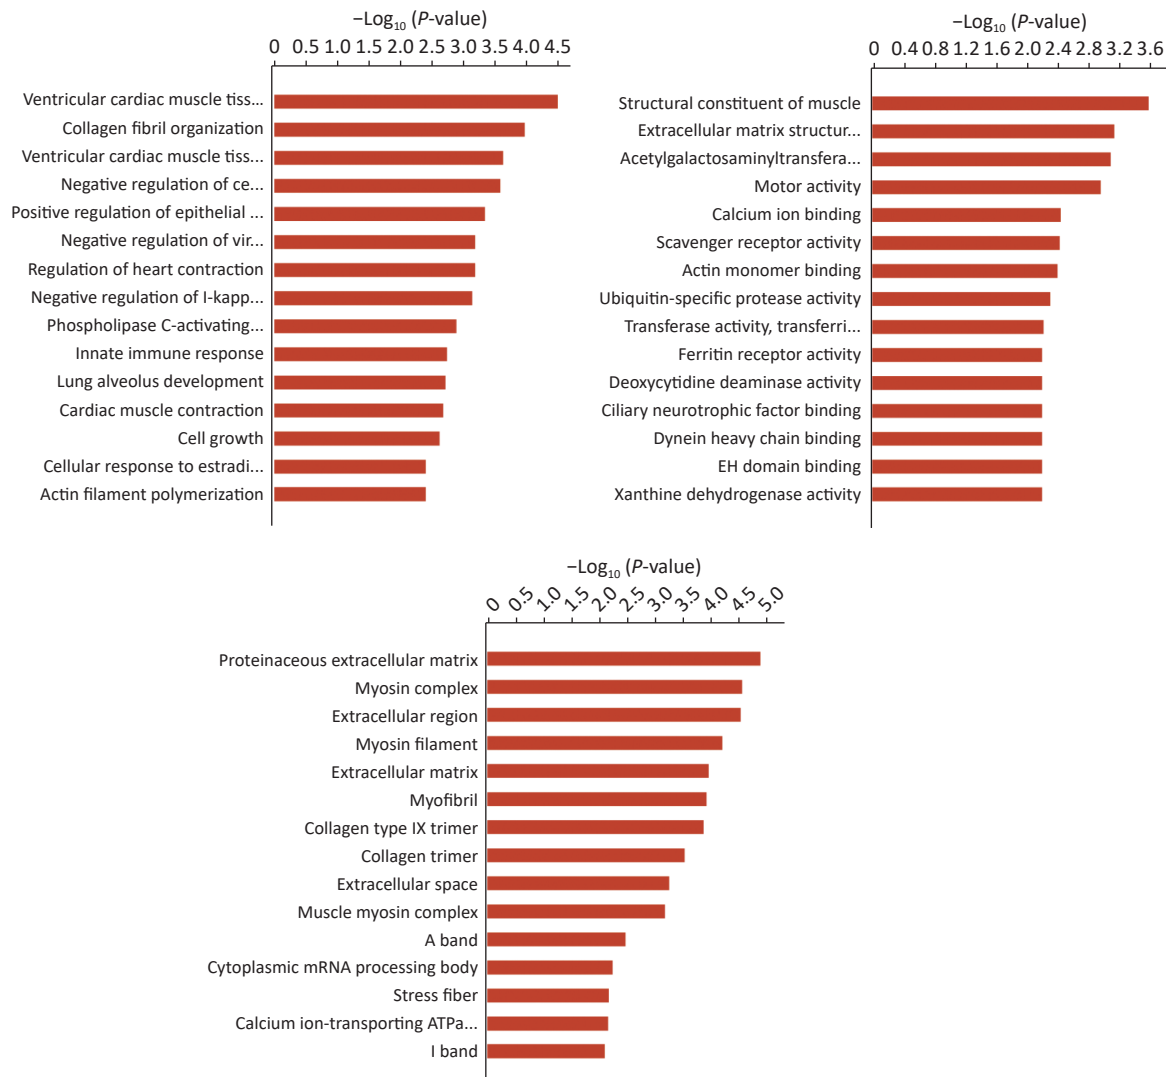 −Log₁₀ (P-value)
0 0.5 1.0 1.5 2.0 2.5 3.0 3.5 4.0 4.5
Ventricular cardiac muscle tiss...
Collagen fibril organization
Ventricular cardiac muscle tiss...
Negative regulation of ce...
Positive regulation of epithelial ...
Negative regulation of vir...
Regulation of heart contraction
Negative regulation of I-kapp...
Phospholipase C-activating...
Innate immune response
Lung alveolus development
Cardiac muscle contraction
Cell growth
Cellular response to estradi...
Actin filament polymerization
−Log₁₀ (P-value)
0 0.4 0.8 1.2 1.6 2.0 2.4 2.8 3.2 3.6
Structural constituent of muscle
Extracellular matrix structur...
Acetylgalactosaminyltransfera...
Motor activity
Calcium ion binding
Scavenger receptor activity
Actin monomer binding
Ubiquitin-specific protease activity
Transferase activity, transferri...
Ferritin receptor activity
Deoxycytidine deaminase activity
Ciliary neurotrophic factor binding
Dynein heavy chain binding
EH domain binding
Xanthine dehydrogenase activity
−Log₁₀ (P-value)
0 0.5 1.0 1.5 2.0 2.5 3.0 3.5 4.0 4.5 5.0
Proteinaceous extracellular matrix
Myosin complex
Extracellular region
Myosin filament
Extracellular matrix
Myofibril
Collagen type IX trimer
Collagen trimer
Extracellular space
Muscle myosin complex
A band
Cytoplasmic mRNA processing body
Stress fiber
Calcium ion-transporting ATPa...
I band